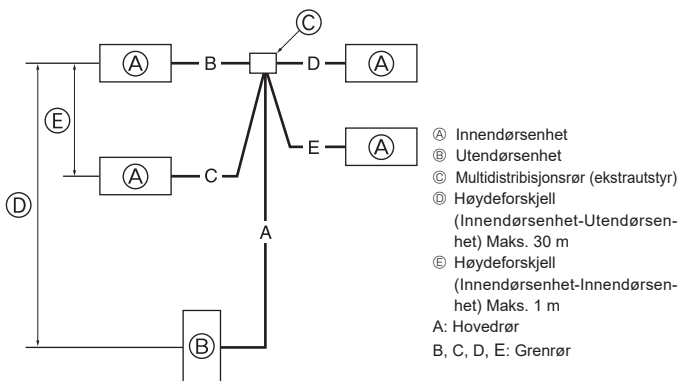 Ⓒ
Ⓐ B D Ⓐ
Ⓔ
E Ⓐ
Ⓐ C
Ⓓ
A
Ⓑ
Ⓐ Innendørsenhet
Ⓑ Utendørsenhet
Ⓒ Multidistribisjonsrør (ekstrautstyr)
Ⓓ Høydeforskjell
(Innendørsenhet-Utendørsen-
het) Maks. 30 m
Ⓔ Høydeforskjell
(Innendørsenhet-Innendørsen-
het) Maks. 1 m
A: Hovedrør
B, C, D, E: Grenrør